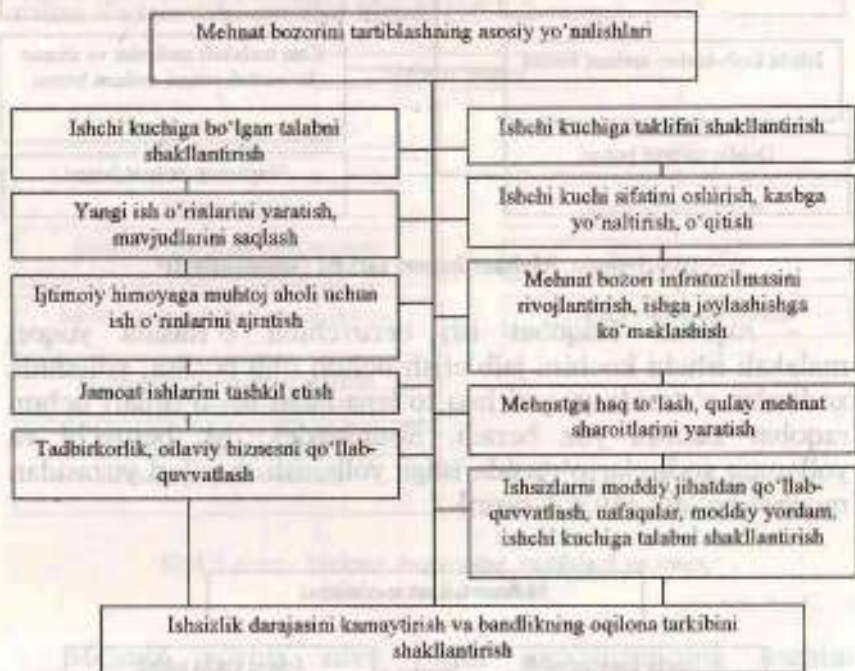 Mehnat bozorini tartiblashning asosiy yo'nalishlari
Ishchi kuchiga bo'lgan talabni
shakllantirish
Yangi ish o'rinlarini yaratish,
mavjudlarini saqlash
Ijtimoiy himoyaga muhtoj aholi uchun
ish o'rinlarini ajratish
Jamoat ishlarini tashkil etish
Tadbirkorlik, oilaviy biznesni qo'llab-
quvvatlash
Ishchi kuchiga taklifni shakllantirish
Ishchi kuchi sifatini oshirish, kasbga
yo'naltirish, o'qitish
Mehnat bozori infratuzilmasini
rivojlantirish, ishga joylashishga
ko'maklashish
Mehnatga haq to'lash, qulay mehnat
sharoitlarini yaratish
Ishsizlarni moddiy jihatdan qo'llab-
quvvatlash, nafaqalar, moddiy yordam,
ishchi kuchiga talabni shakllantirish
Ishsizlik darajasini kamaytirish va bandlikning oqilona tarkibini
shakllantirish